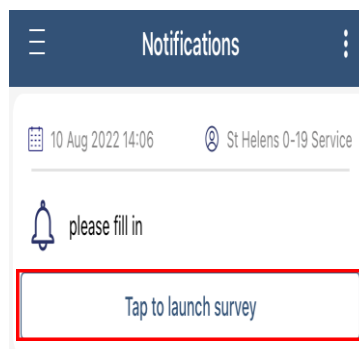 Notifications
10 Aug 2022 14:06 St Helens 0-19 Service
please fill in
Tap to launch survey